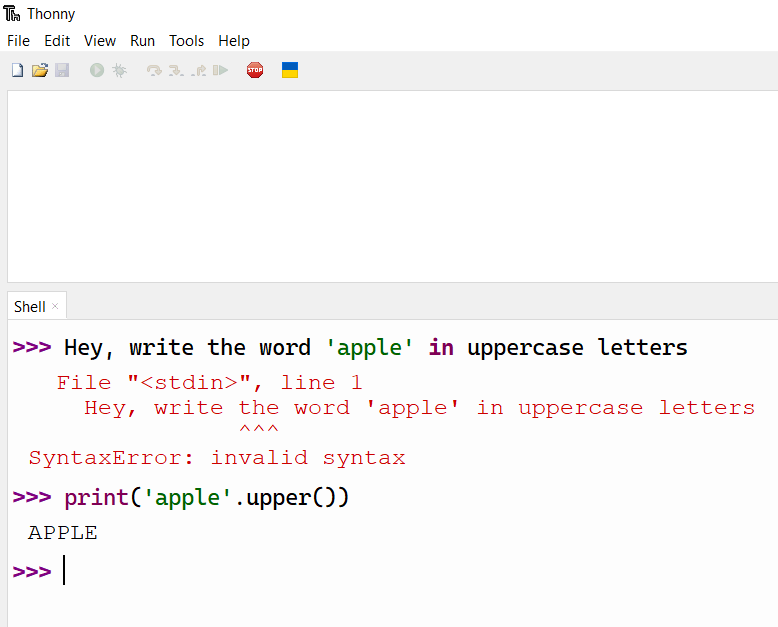 Thonny
File Edit View Run Tools Help
STOP
Shell ×
>>> Hey, write the word 'apple' in uppercase letters
File "<stdin>", line 1
Hey, write the word 'apple' in uppercase letters
^^^
SyntaxError: invalid syntax
>>> print('apple'.upper())
APPLE
>>>